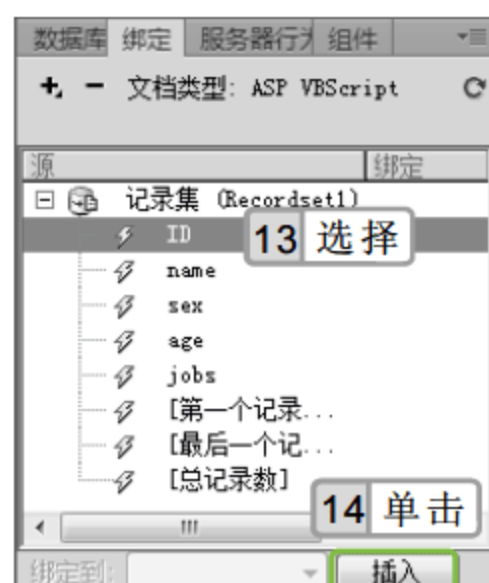 数据库 绑定 服务器行为 组件
文档类型: ASP VBScript
源 绑定
记录集 (Recordset1)
ID
13 选择
name
sex
age
jobs
[第一个记录...
[最后一个记...
[总记录数]
14 单击
绑定到: 插入